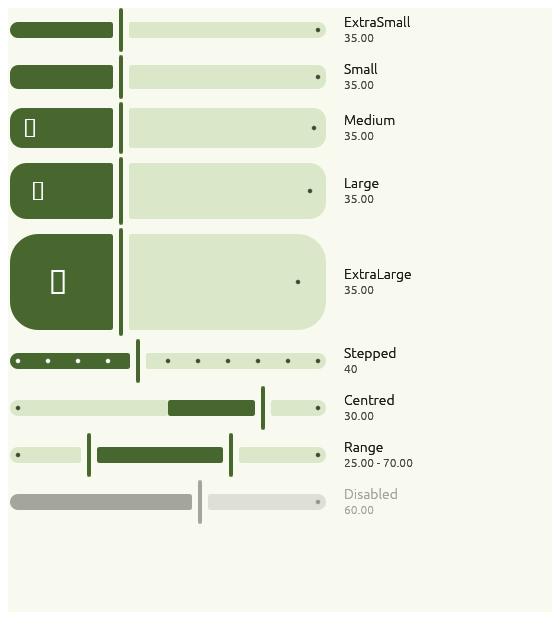 ExtraSmall
35.00
Small
35.00
Medium
35.00
Large
35.00
ExtraLarge
35.00
Stepped
40
Centred
30.00
Range
25.00 - 70.00
Disabled
60.00